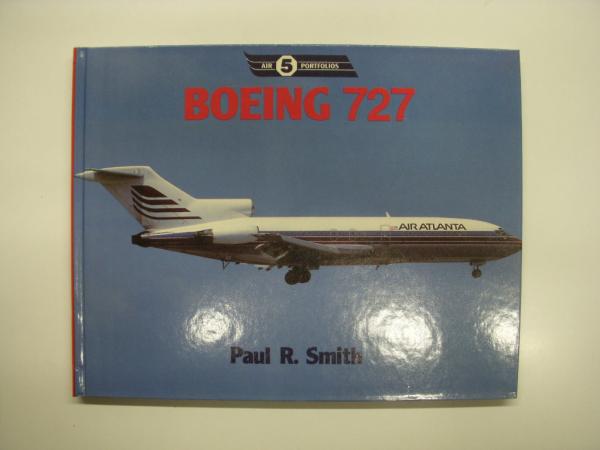 AIR 5 PORTFOLIOS
BOEING 727
AIR ATLANTA
Paul R. Smith